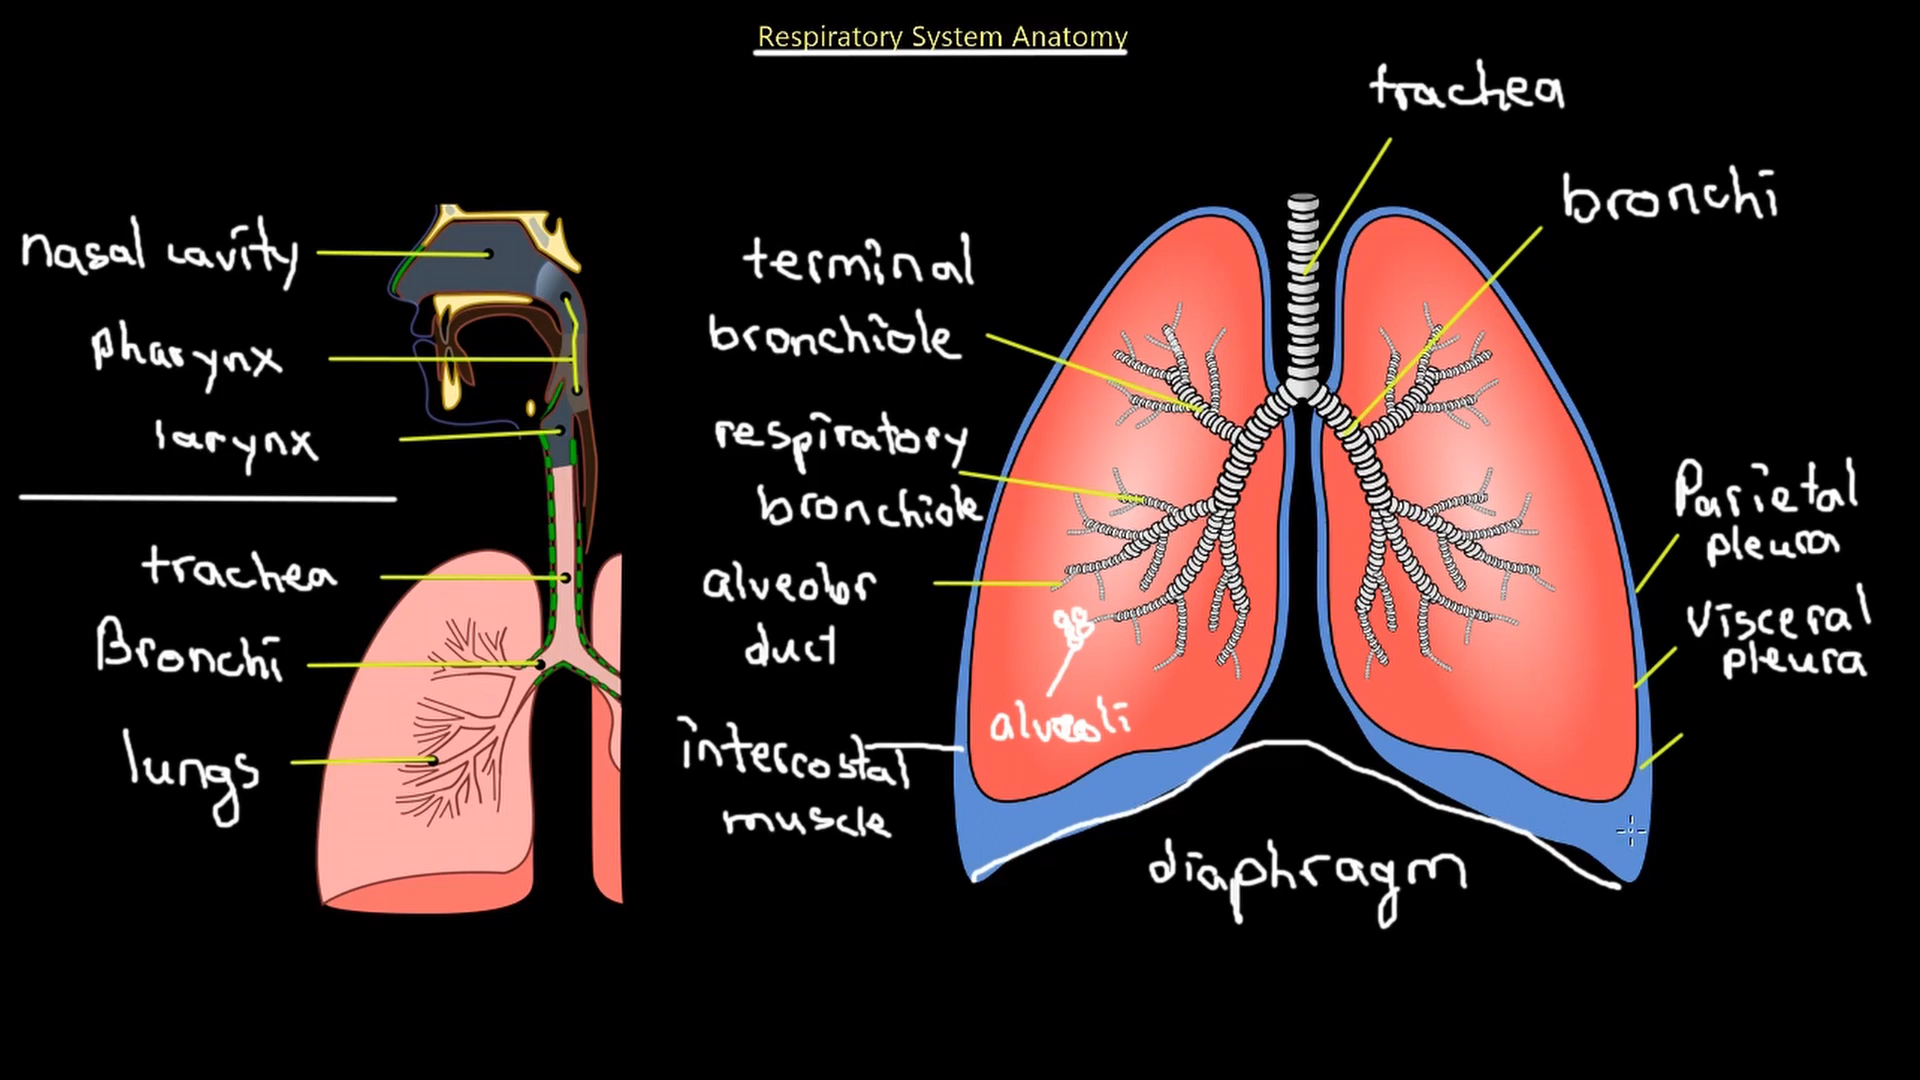 Respiratory System Anatomy
nasal cavity
pharynx
larynx
trachea
Bronchi
lungs
terminal
bronchiole
respiratory
bronchiole
alveolar
duct
intercostal
muscle
alveoli
diaphragm
trachea
bronchi
Parietal
pleura
Visceral
pleura